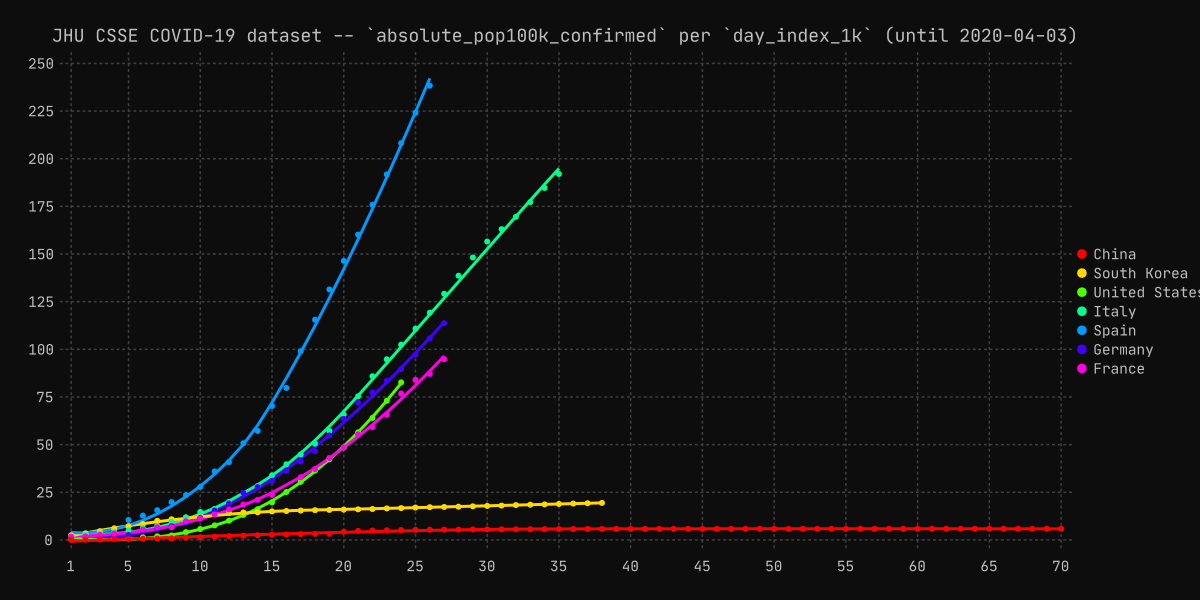 JHU CSSE COVID-19 dataset -- `absolute_pop100k_confirmed` per `day_index_1k` (until 2020-04-03)
250
225
200
175
150
125
100
75
50
25
0
1 5 10 15 20 25 30 35 40 45 50 55 60 65 70
China
South Korea
United States
Italy
Spain
Germany
France